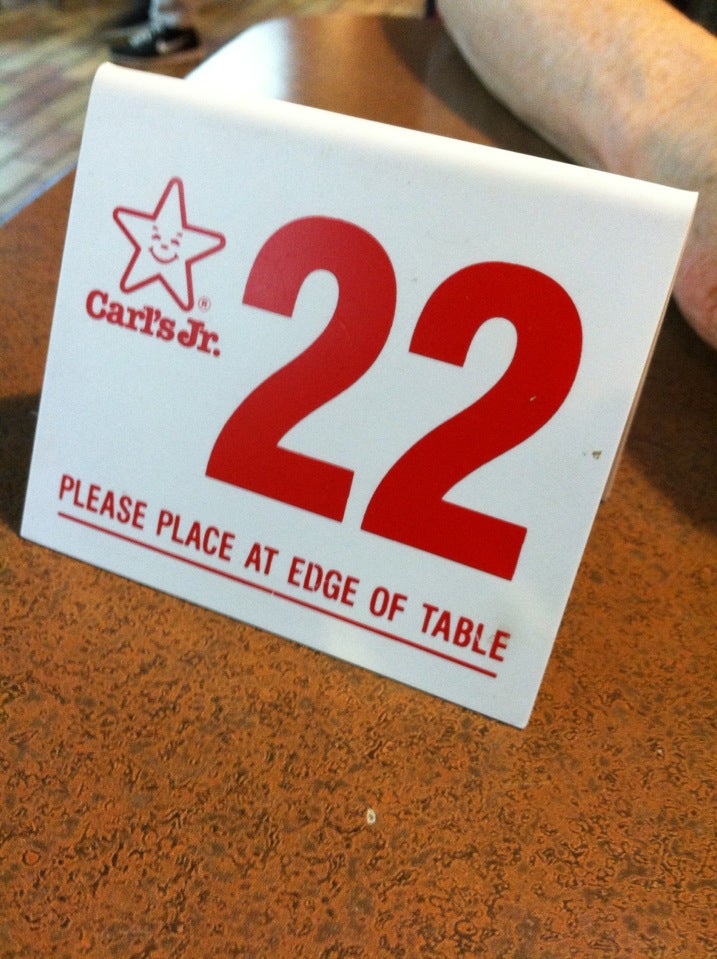 22
Carl's Jr.®
PLEASE PLACE AT EDGE OF TABLE